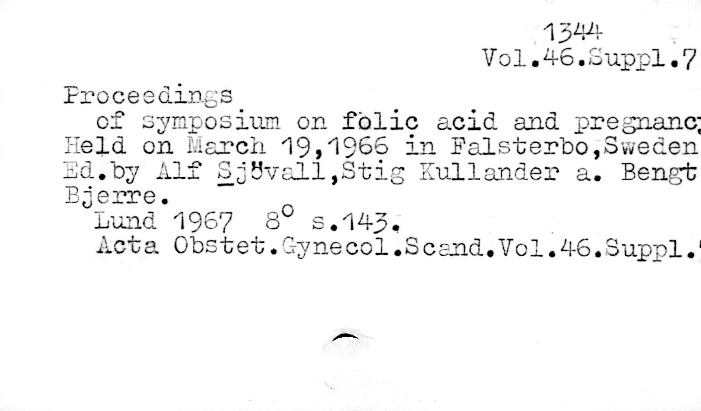 1344
Vol.46.Suppl.7
Proceedings
of symposium on folic acid and pregnancy
Held on March 19,1966 in Falsterbo,Sweden
Ed.by Alf Sjövall,Stig Kullander a. Bengt
Bjerre.
Lund 1967 8° s.143.
Acta Obstet.Gynecol.Scand.Vol.46.Suppl.